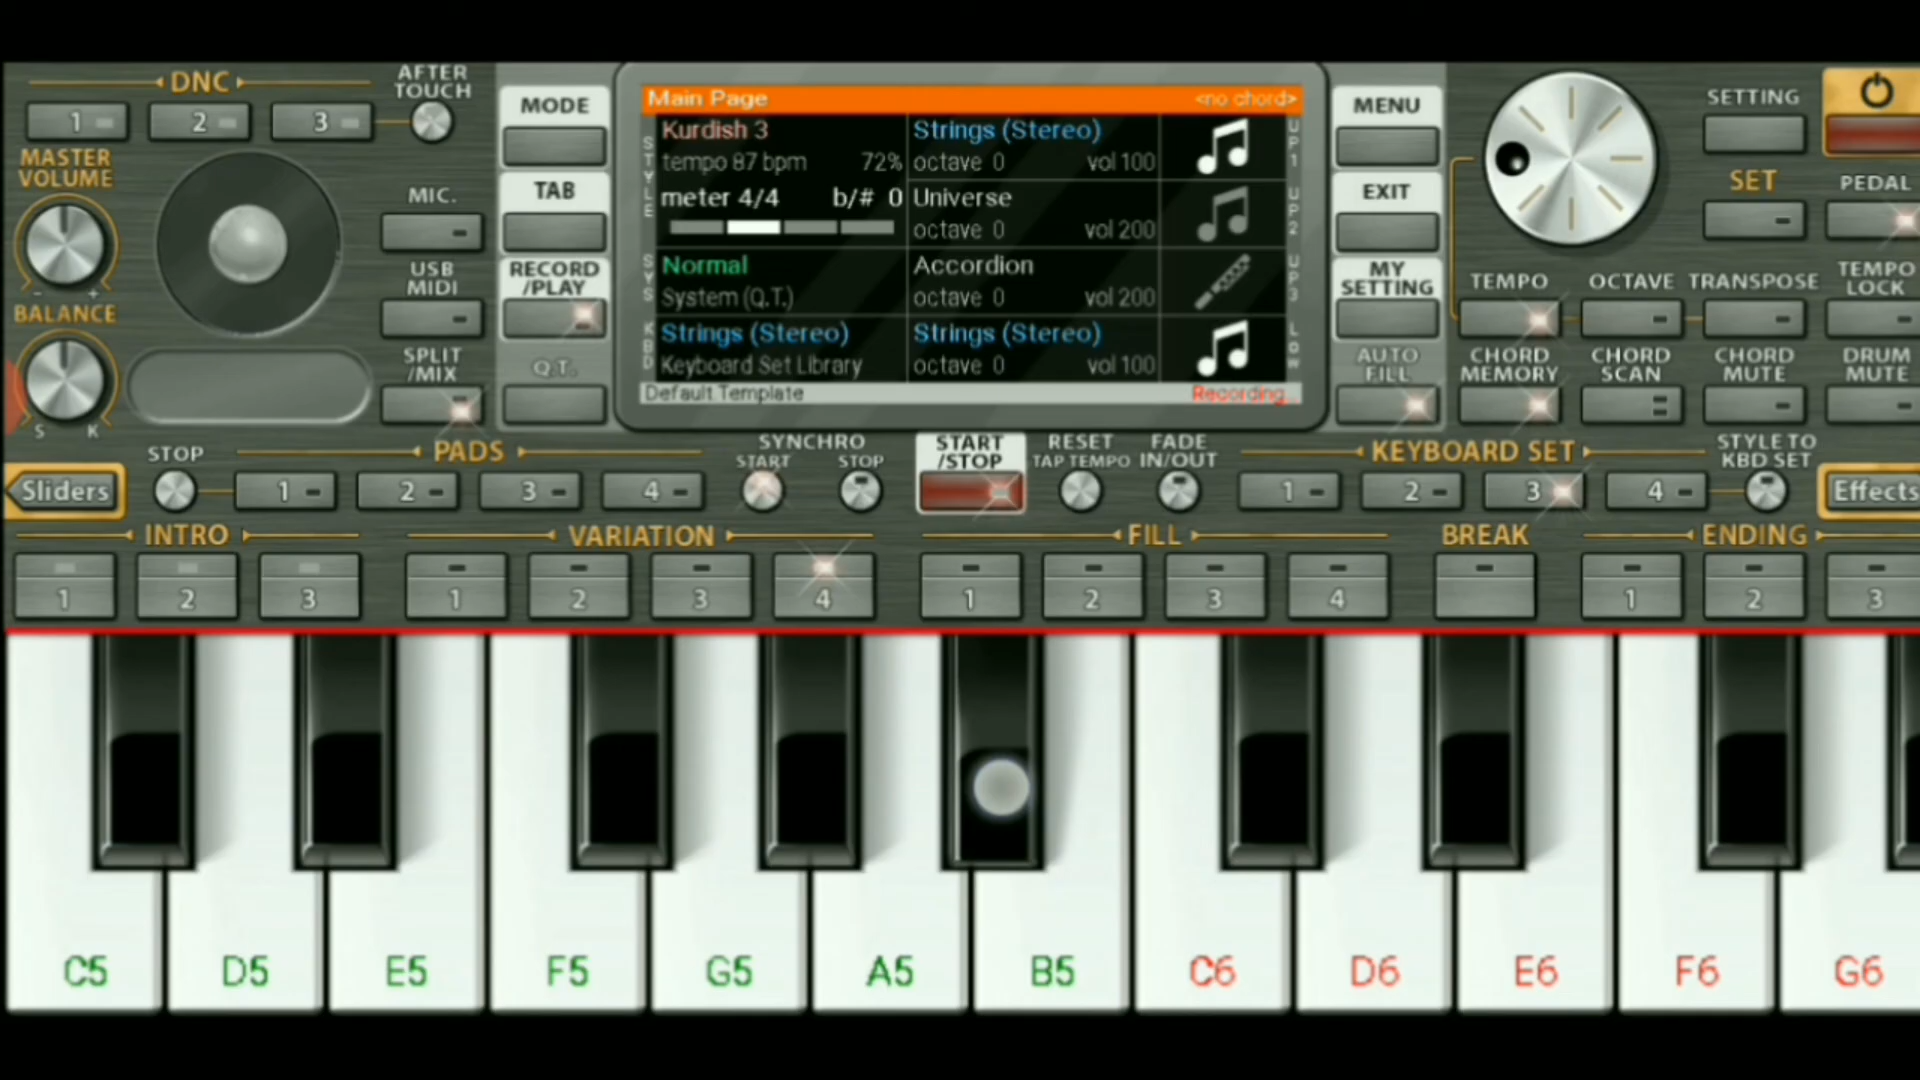 DNC
AFTER
TOUCH
1 2 3
MASTER
VOLUME
- +
BALANCE
S K
MIC.
USB
MIDI
SPLIT
/MIX
MODE
TAB
RECORD
/PLAY
Q.T.
Main Page <no chord>
STYLE
Kurdish 3
tempo 87 bpm 72%
meter 4/4 b/# 0
SYS
Normal
System (Q.T.)
KBD
Strings (Stereo)
Keyboard Set Library
Strings (Stereo)
octave 0 vol 100
UP1
Universe
octave 0 vol 200
UP2
Accordion
octave 0 vol 200
UP3
Strings (Stereo)
octave 0 vol 100
Low
Default Template Recording...
MENU
EXIT
MY
SETTING
AUTO
FILL
SETTING
SET
PEDAL
TEMPO OCTAVE TRANSPOSE TEMPO
LOCK
CHORD
MEMORY
CHORD
SCAN
CHORD
MUTE
DRUM
MUTE
Sliders
STOP
PADS
1 2 3 4
SYNCHRO
START STOP
START
/STOP
RESET
TAP TEMPO
FADE
IN/OUT
KEYBOARD SET
1 2 3 4
STYLE TO
KBD SET
Effects
INTRO
1 2 3
VARIATION
1 2 3 4
FILL
1 2 3 4
BREAK
ENDING
1 2 3
C5 D5 E5 F5 G5 A5 B5 C6 D6 E6 F6 G6